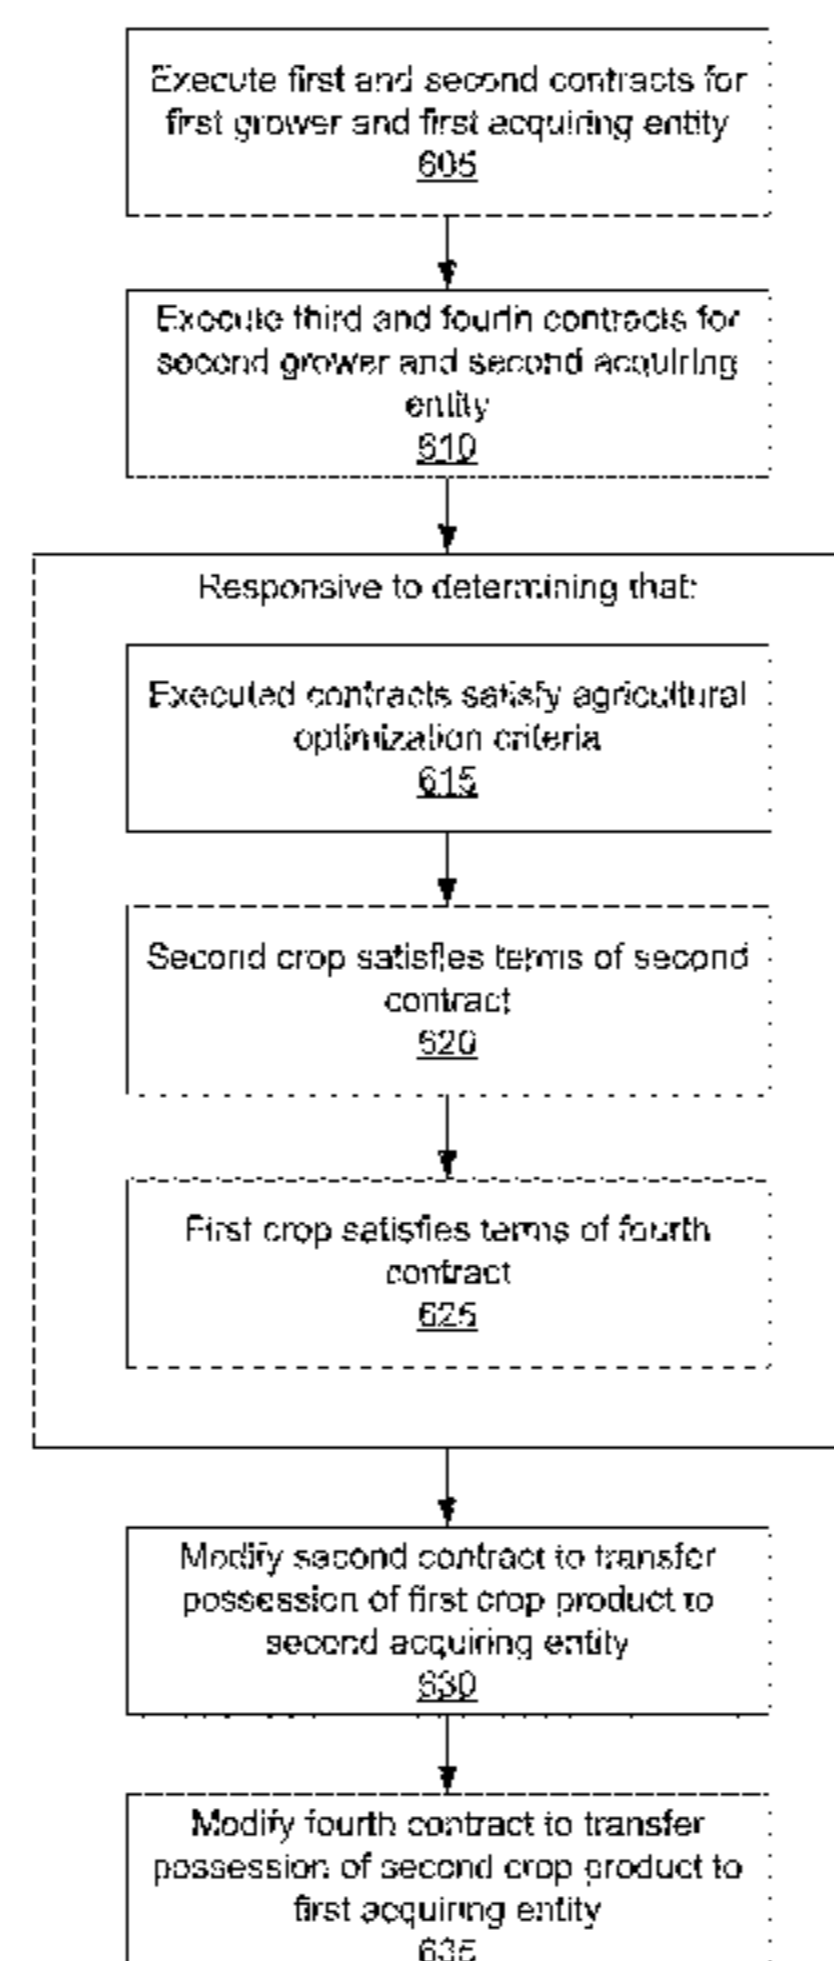 Execute first and second contracts for
first grower and first acquiring entity
605
Execute third and fourth contracts for
second grower and second acquiring
entity
610
Responsive to determining that:
Executed contracts satisfy agricultural
optimization criteria
615
Second crop satisfies terms of second
contract
620
First crop satisfies terms of fourth
contract
625
Modify second contract to transfer
possession of first crop product to
second acquiring entity
630
Modify fourth contract to transfer
possession of second crop product to
first acquiring entity
635